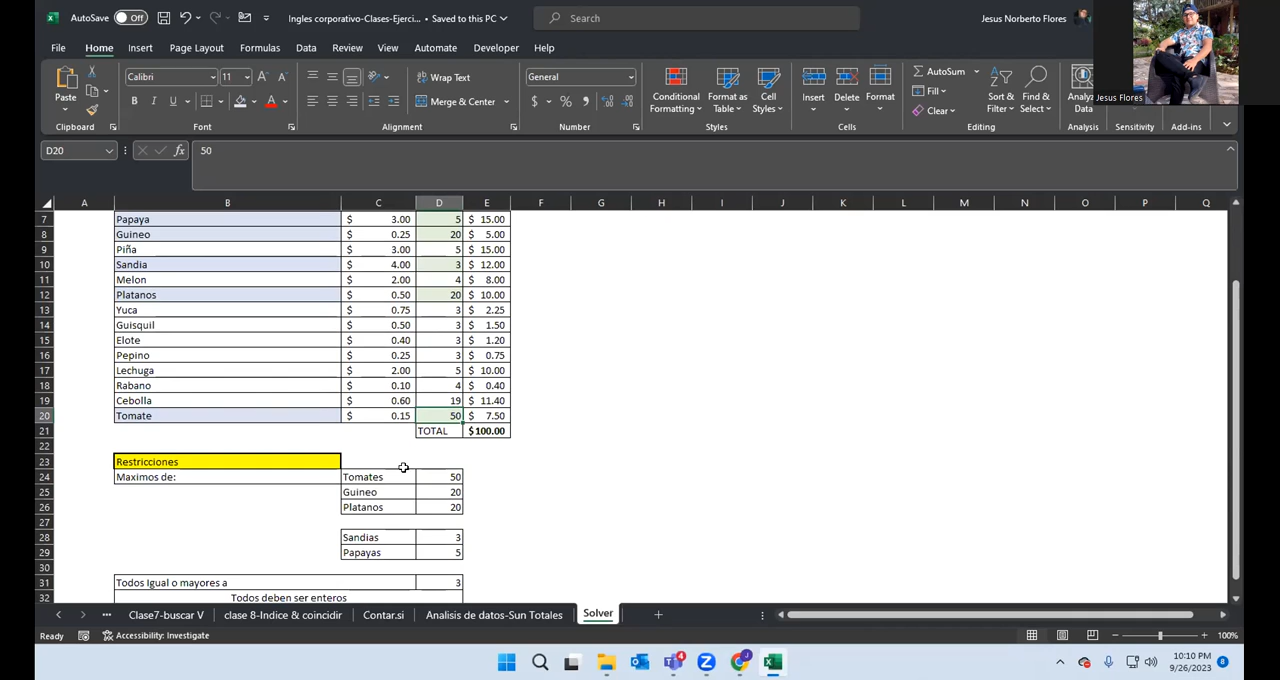 AutoSave Off Ingles corporativo-Clases-Ejerci... • Saved to this PC Search Jesus Norberto Flores
File Home Insert Page Layout Formulas Data Review View Automate Developer Help
Paste Calibri 11 A A Wrap Text General Conditional Formatting Format as Table Cell Styles Insert Delete Format AutoSum Sort & Filter Find & Select Analyze Data Jesus Flores
B I U A Merge & Center $ % Fill Clear
Clipboard Font Alignment Number Styles Cells Editing Analysis Sensitivity Add-ins
D20 fx 50
A B C D E F G H I J K L M N O P Q
7 Papaya $ 3.00 5 $ 15.00
8 Guineo $ 0.25 20 $ 5.00
9 Piña $ 3.00 5 $ 15.00
10 Sandia $ 4.00 3 $ 12.00
11 Melon $ 2.00 4 $ 8.00
12 Platanos $ 0.50 20 $ 10.00
13 Yuca $ 0.75 3 $ 2.25
14 Guisquil $ 0.50 3 $ 1.50
15 Elote $ 0.40 3 $ 1.20
16 Pepino $ 0.25 3 $ 0.75
17 Lechuga $ 2.00 5 $ 10.00
18 Rabano $ 0.10 4 $ 0.40
19 Cebolla $ 0.60 19 $ 11.40
20 Tomate $ 0.15 50 $ 7.50
21 TOTAL $100.00
22
23 Restricciones
24 Maximos de: Tomates 50
25 Guineo 20
26 Platanos 20
27
28 Sandias 3
29 Papayas 5
30
31 Todos Igual o mayores a 3
32 Todos deben ser enteros
... Clase7-buscar V clase 8-Indice & coincidir Contar.si Analisis de datos-Sun Totales Solver +
Ready Accessibility: Investigate 100%
4 J 10:10 PM 8
9/26/2023